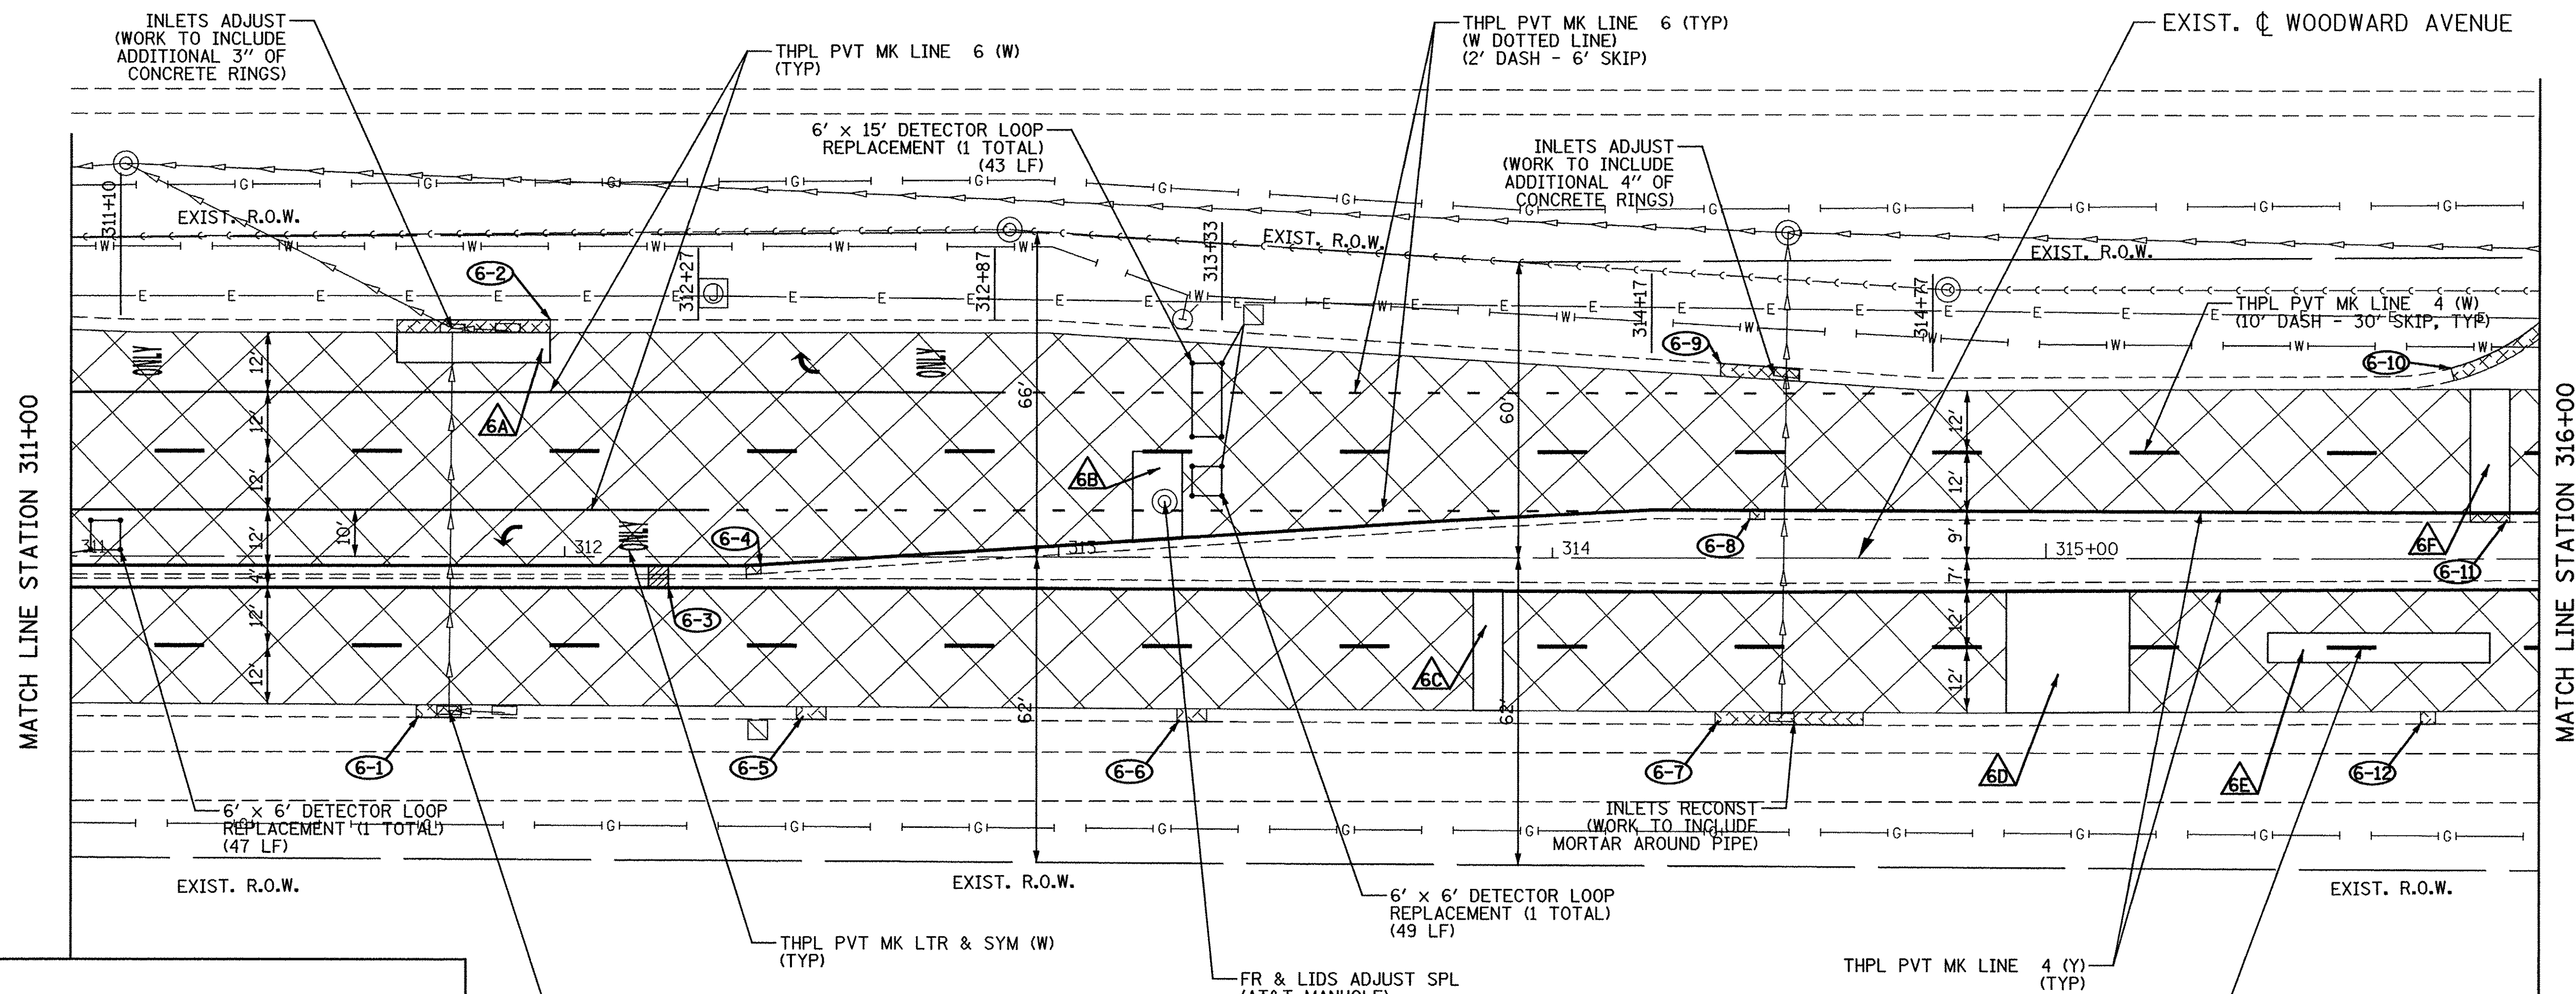 INLETS ADJUST
(WORK TO INCLUDE
ADDITIONAL 3" OF
CONCRETE RINGS)
THPL PVT MK LINE 6 (W)
(TYP)
THPL PVT MK LINE 6 (TYP)
(W DOTTED LINE)
(2' DASH - 6' SKIP)
EXIST. ℄ WOODWARD AVENUE
6' x 15' DETECTOR LOOP
REPLACEMENT (1 TOTAL)
(43 LF)
INLETS ADJUST
(WORK TO INCLUDE
ADDITIONAL 4" OF
CONCRETE RINGS)
G G G G G G G G G G G G G
311+10
EXIST. R.O.W.
EXIST. R.O.W.
EXIST. R.O.W.
W W W W W W W W W W W W W W
6-2
312+27
J
312+87
313+33
314+17
314+77
E E E E E E E E E E E E E E E E E E E
THPL PVT MK LINE 4 (W)
(10' DASH - 30' SKIP, TYP)
6-9
6-10
ONLY
ONLY
12'
6A
66'
60'
12'
12'
12'
12'
6B
MATCH LINE STATION 311+00
MATCH LINE STATION 316+00
12'
10'
ONLY
6-4
6-8
9'
6F
311
312
313
314
315+00
4'
7'
6-11
6-3
12'
12'
12'
12'
6C
62'
62'
6-1
6-5
6-6
6-7
6D
6E
6-12
6' x 6' DETECTOR LOOP
REPLACEMENT (1 TOTAL)
(47 LF)
INLETS RECONST
(WORK TO INCLUDE
MORTAR AROUND PIPE)
G G G G G G G G G G G G G
EXIST. R.O.W.
EXIST. R.O.W.
EXIST. R.O.W.
6' x 6' DETECTOR LOOP
REPLACEMENT (1 TOTAL)
(49 LF)
THPL PVT MK LTR & SYM (W)
(TYP)
THPL PVT MK LINE 4 (Y)
(TYP)
FR & LIDS ADJUST SPL
(AT&T MANHOLE)